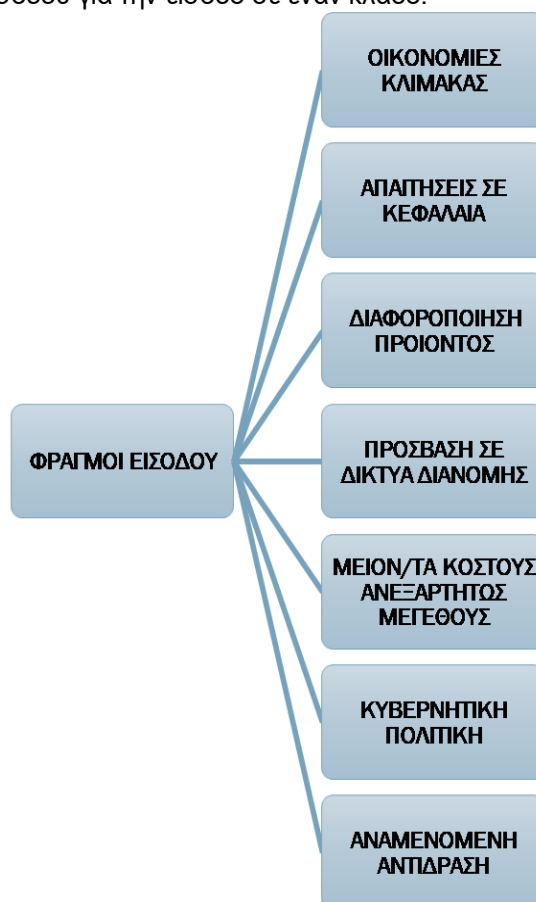 για την είσοδο σε έναν κλάδο.
ΟΙΚΟΝΟΜΙΕΣ
ΚΛΙΜΑΚΑΣ
ΑΠΑΙΤΗΣΕΙΣ ΣΕ
ΚΕΦΑΛΑΙΑ
ΔΙΑΦΟΡΟΠΟΙΗΣΗ
ΠΡΟΙΟΝΤΟΣ
ΦΡΑΓΜΟΙ ΕΙΣΟΔΟΥ
ΠΡΟΣΒΑΣΗ ΣΕ
ΔΙΚΤΥΑ ΔΙΑΝΟΜΗΣ
ΜΕΙΟΝ/ΤΑ ΚΟΣΤΟΥΣ
ΑΝΕΞΑΡΤΗΤΩΣ
ΜΕΓΕΘΟΥΣ
ΚΥΒΕΡΝΗΤΙΚΗ
ΠΟΛΙΤΙΚΗ
ΑΝΑΜΕΝΟΜΕΝΗ
ΑΝΤΙΔΡΑΣΗ